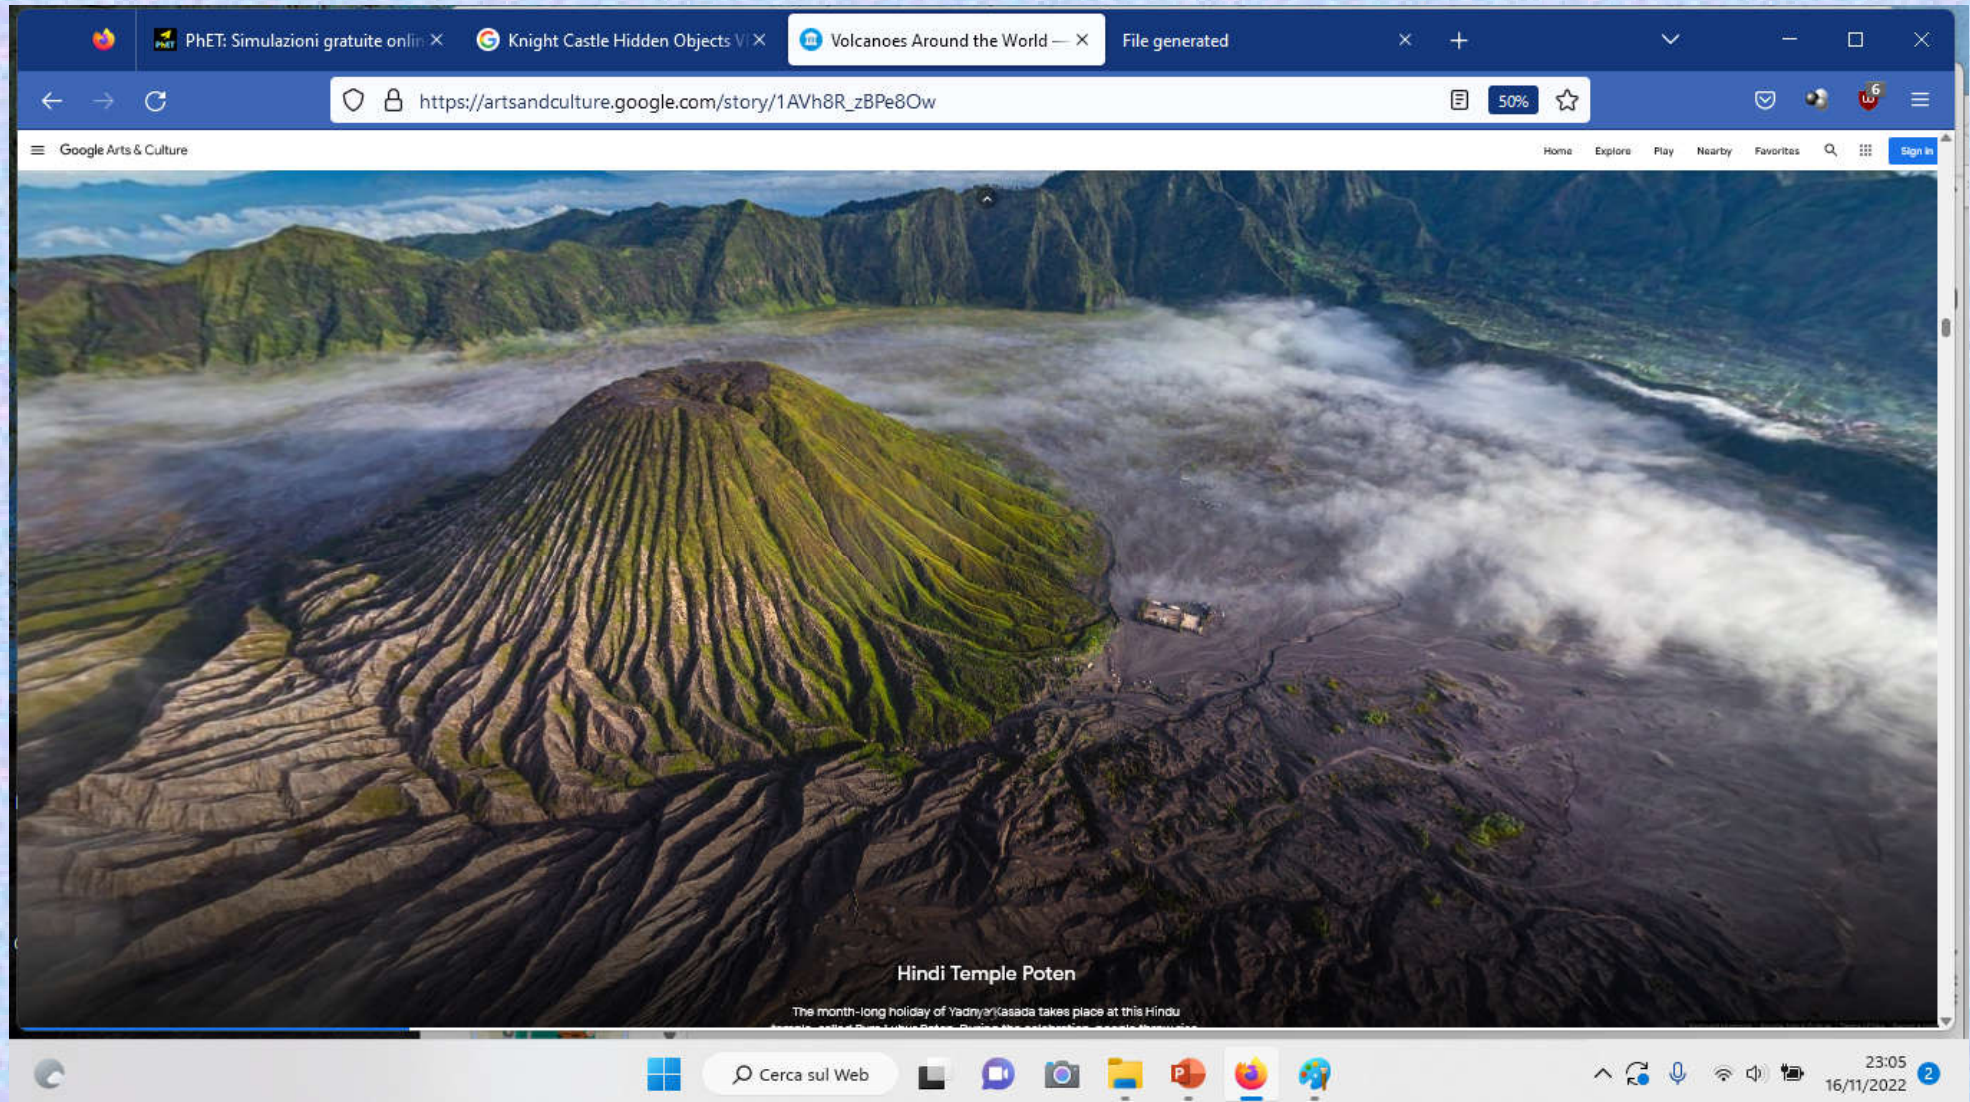 PhET: Simulazioni gratuite onlin
Knight Castle Hidden Objects V
Volcanoes Around the World —
File generated
https://artsandculture.google.com/story/1AVh8R_zBPe8Ow
50%
6
Google Arts & Culture
Home Explore Play Nearby Favorites Sign in
Hindi Temple Poten
The month-long holiday of Yadnya Kasada takes place at this Hindu
Cerca sul Web
23:05
16/11/2022
2